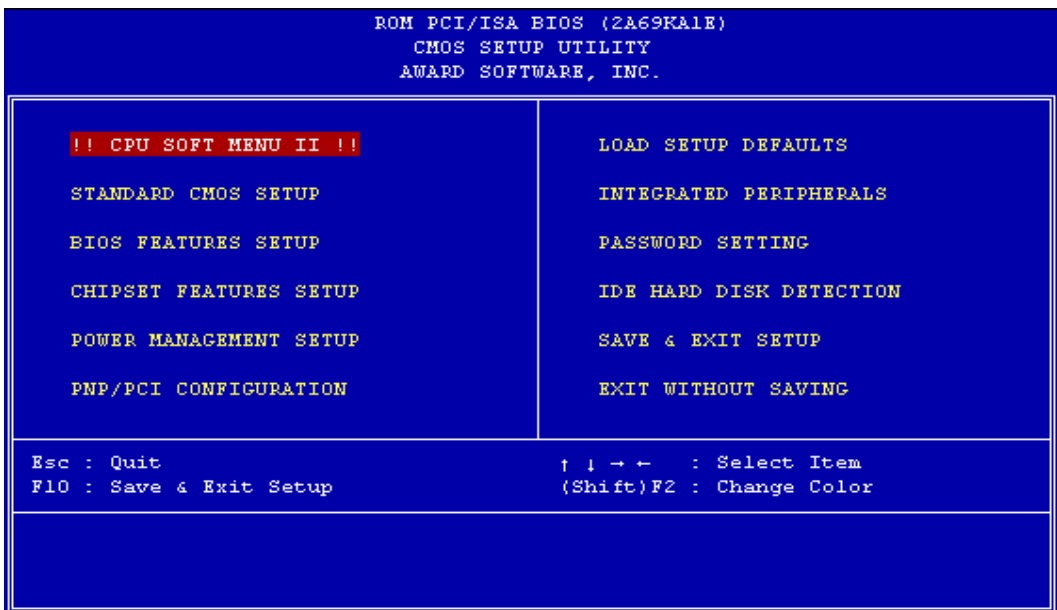 ROM PCI/ISA BIOS (2A69KA1E)
CMOS SETUP UTILITY
AWARD SOFTWARE, INC.
!! CPU SOFT MENU II !!
STANDARD CMOS SETUP
BIOS FEATURES SETUP
CHIPSET FEATURES SETUP
POWER MANAGEMENT SETUP
PNP/PCI CONFIGURATION
LOAD SETUP DEFAULTS
INTEGRATED PERIPHERALS
PASSWORD SETTING
IDE HARD DISK DETECTION
SAVE & EXIT SETUP
EXIT WITHOUT SAVING
Esc : Quit
F10 : Save & Exit Setup
↑ ↓ → ← : Select Item
(Shift)F2 : Change Color